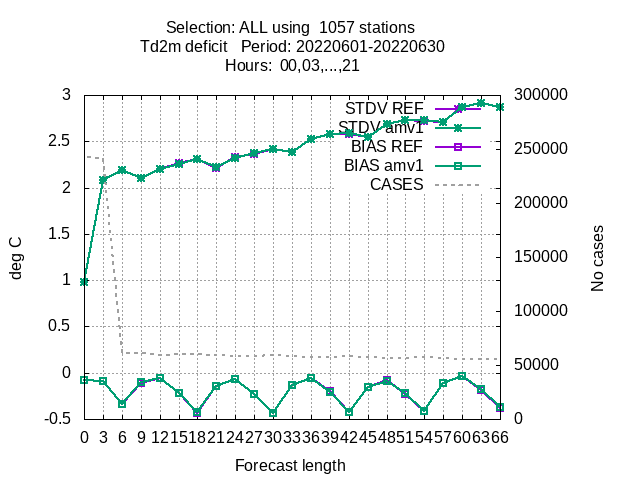 Selection: ALL using  1057 stations
Td2m deficit   Period: 20220601-20220630
Hours:  00,03,...,21
3
2.5
2
1.5
1
0.5
0
-0.5
deg C
STDV REF
STDV amv1
BIAS REF
BIAS amv1
CASES
300000
250000
200000
150000
100000
50000
0
No cases
0 3 6 9 12 15 18 21 24 27 30 33 36 39 42 45 48 51 54 57 60 63 66
Forecast length